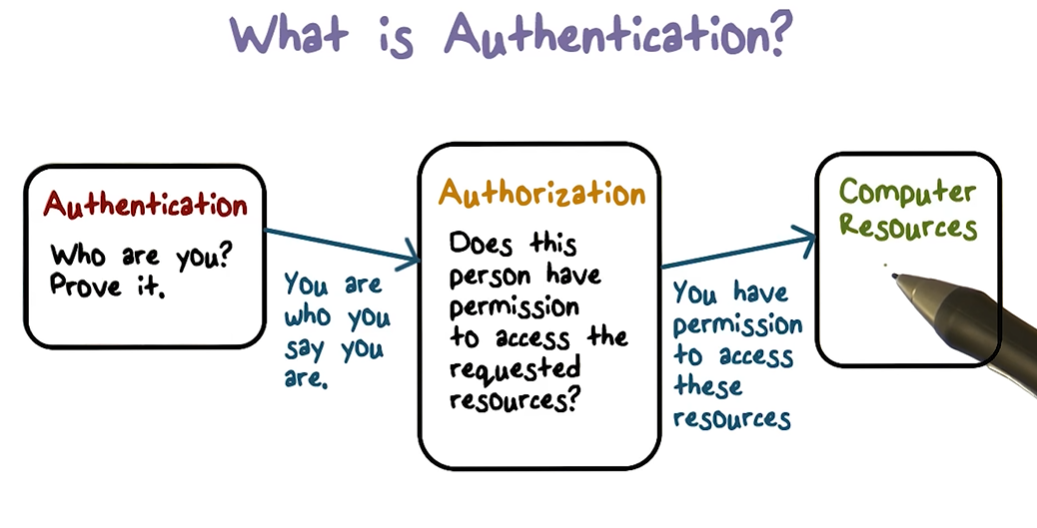 What is Authentication?
Authentication
Who are you?
Prove it.
You are
who you
say you
are.
Authorization
Does this
person have
permission
to access the
requested
resources?
You have
permission
to access
these
resources
Computer
Resources